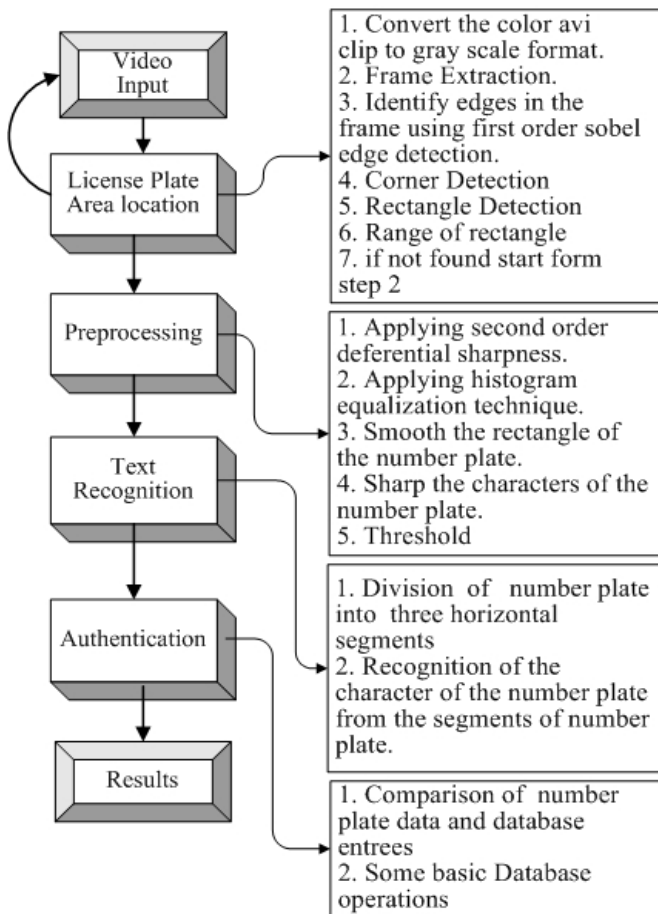 Video
Input
License Plate
Area location
Preprocessing
Text
Recognition
Authentication
Results
1. Convert the color avi
clip to gray scale format.
2. Frame Extraction.
3. Identify edges in the
frame using first order sobel
edge detection.
4. Corner Detection
5. Rectangle Detection
6. Range of rectangle
7. if not found start form
step 2
1. Applying second order
deferential sharpness.
2. Applying histogram
equalization technique.
3. Smooth the rectangle of
the number plate.
4. Sharp the characters of the
number plate.
5. Threshold
1. Division of number plate
into three horizontal
segments
2. Recognition of the
character of the number plate
from the segments of number
plate.
1. Comparison of number
plate data and database
entrees
2. Some basic Database
operations